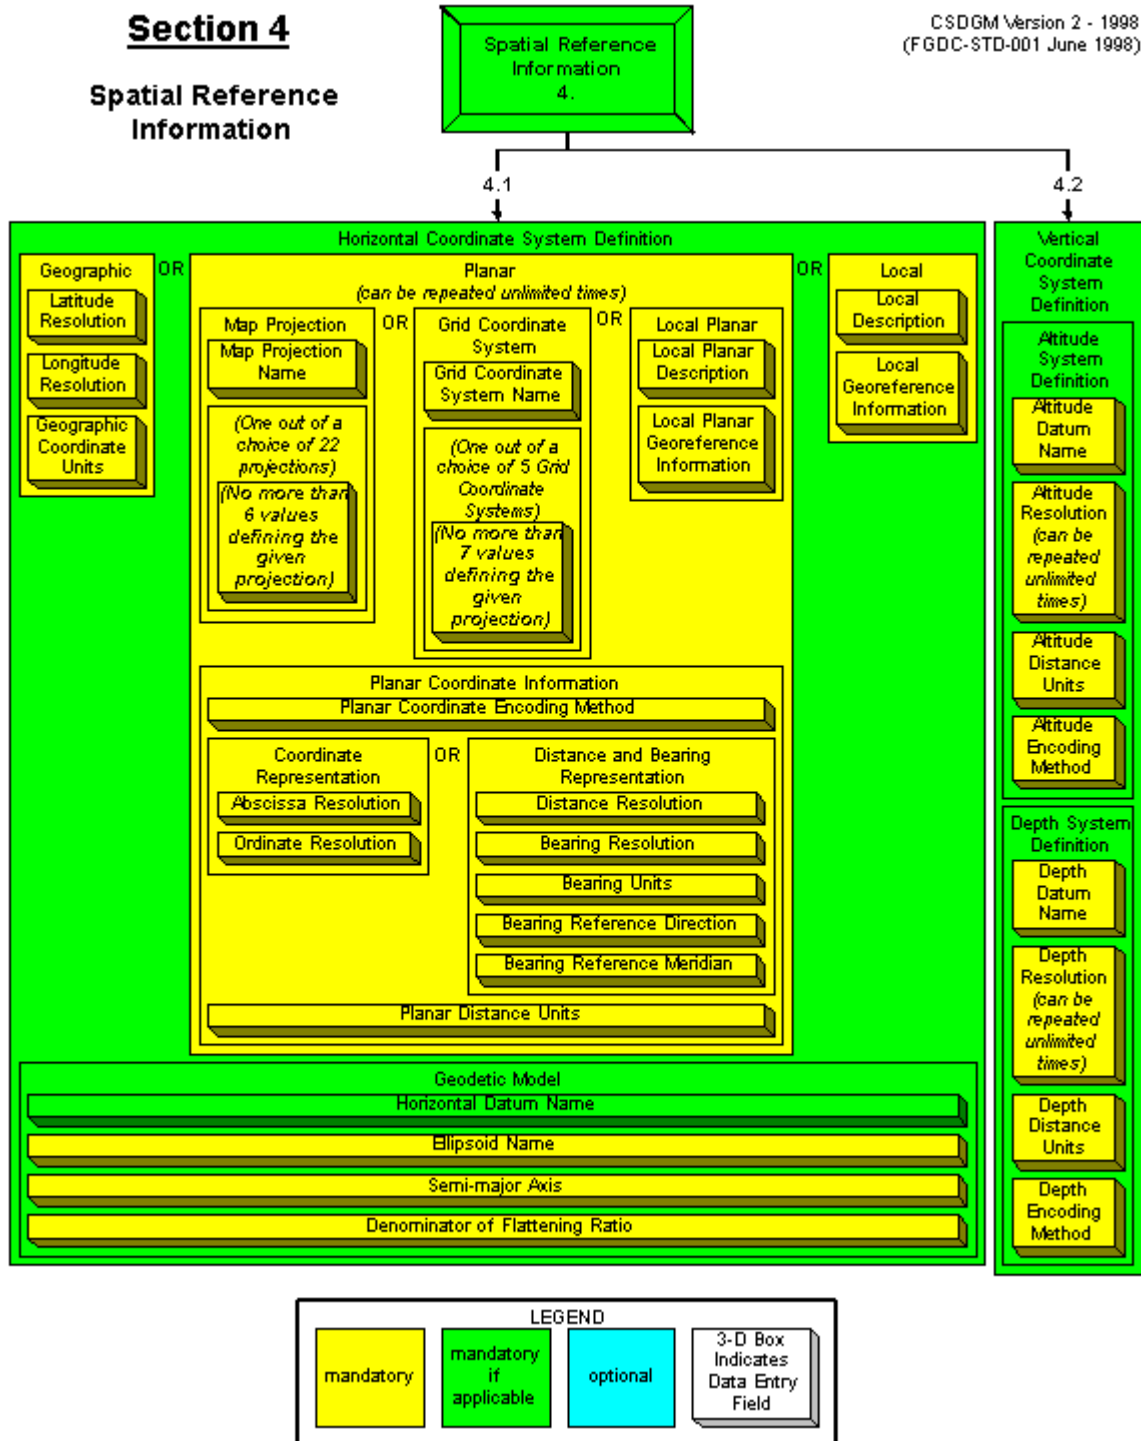 Section 4
Spatial Reference
Information
Spatial Reference
Information
4.
CSDGM Version 2 - 1998
(FGDC-STD-001 June 1998)
4.1
4.2
Horizontal Coordinate System Definition
Geographic
Latitude
Resolution
Longitude
Resolution
Geographic
Coordinate
Units
OR
Planar
(can be repeated unlimited times)
Map Projection
Map Projection
Name
(One out of a
choice of 22
projections)
(No more than
6 values
defining the
given
projection)
OR
Grid Coordinate
System
Grid Coordinate
System Name
(One out of a
choice of 5 Grid
Coordinate
Systems)
(No more than
7 values
defining the
given
projection)
OR
Local Planar
Local Planar
Description
Local Planar
Georeference
Information
Planar Coordinate Information
Planar Coordinate Encoding Method
Coordinate
Representation
Abscissa Resolution
Ordinate Resolution
OR
Distance and Bearing
Representation
Distance Resolution
Bearing Resolution
Bearing Units
Bearing Reference Direction
Bearing Reference Meridian
Planar Distance Units
OR
Local
Local
Description
Local
Georeference
Information
Geodetic Model
Horizontal Datum Name
Ellipsoid Name
Semi-major Axis
Denominator of Flattening Ratio
Vertical
Coordinate
System
Definition
Altitude
System
Definition
Altitude
Datum
Name
Altitude
Resolution
(can be
repeated
unlimited
times)
Altitude
Distance
Units
Altitude
Encoding
Method
Depth System
Definition
Depth
Datum
Name
Depth
Resolution
(can be
repeated
unlimited
times)
Depth
Distance
Units
Depth
Encoding
Method
LEGEND
mandatory
mandatory
if
applicable
optional
3-D Box
Indicates
Data Entry
Field